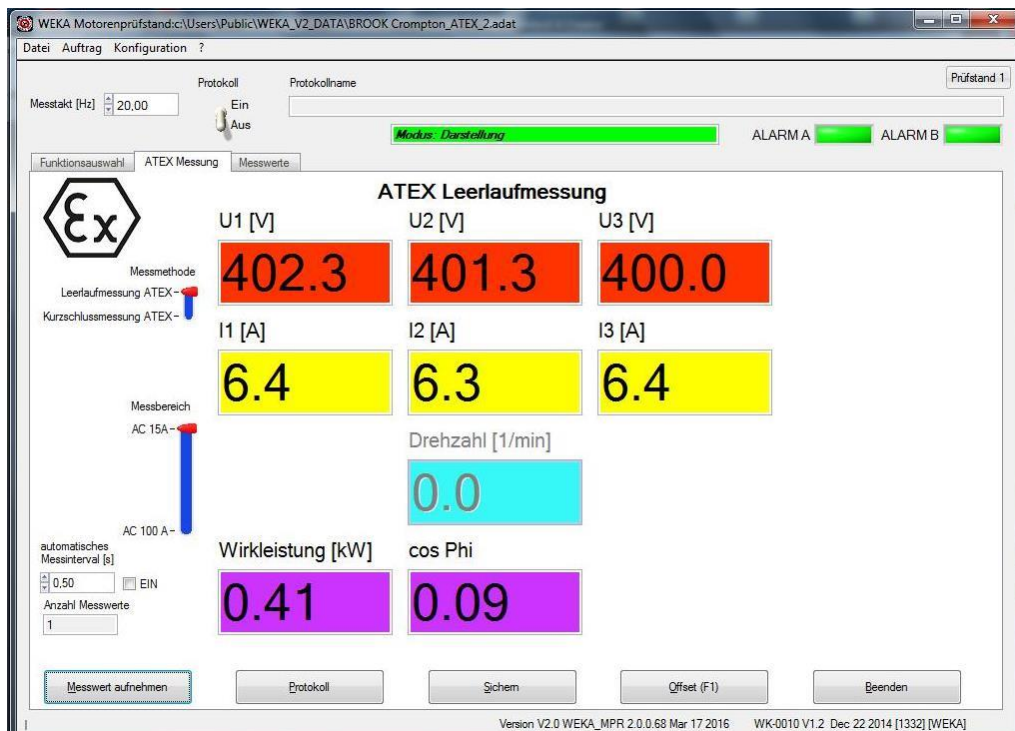 WEKA Motorenprüfstand:c:\Users\Public\WEKA_V2_DATA\BROOK Crompton_ATEX_2.adat
Datei Auftrag Konfiguration ?
Prüfstand 1
Protokoll Protokollname
Messtakt [Hz] 20,00 Ein
Aus
Modus: Darstellung ALARM A ALARM B
Funktionsauswahl ATEX Messung Messwerte
Ex
ATEX Leerlaufmessung
U1 [V] U2 [V] U3 [V]
402.3 401.3 400.0
Messmethode
Leerlaufmessung ATEX
Kurzschlussmessung ATEX
I1 [A] I2 [A] I3 [A]
6.4 6.3 6.4
Messbereich
AC 15A
Drehzahl [1/min]
0.0
AC 100 A
automatisches
Messinterval [s]
Wirkleistung [kW] cos Phi
0,50 EIN
0.41 0.09
Anzahl Messwerte
1
Messwert aufnehmen Protokoll Sichern Offset (F1) Beenden
Version V2.0 WEKA_MPR 2.0.0.68 Mar 17 2016 WK-0010 V1.2 Dec 22 2014 [1332] [WEKA]